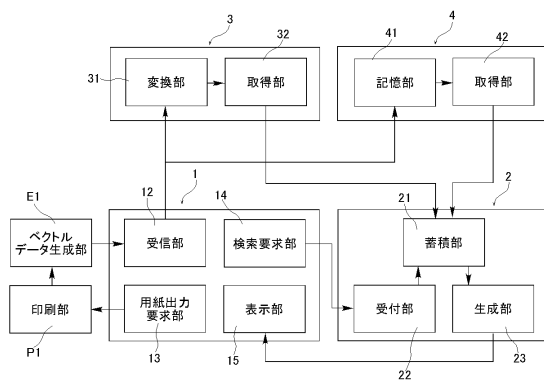 3
4
31
32
41
42
変換部
取得部
記憶部
取得部
E1
12
1
14
2
21
ベクトル
データ生成部
受信部
検索要求部
蓄積部
印刷部
用紙出力
要求部
表示部
受付部
生成部
P1
13
15
22
23